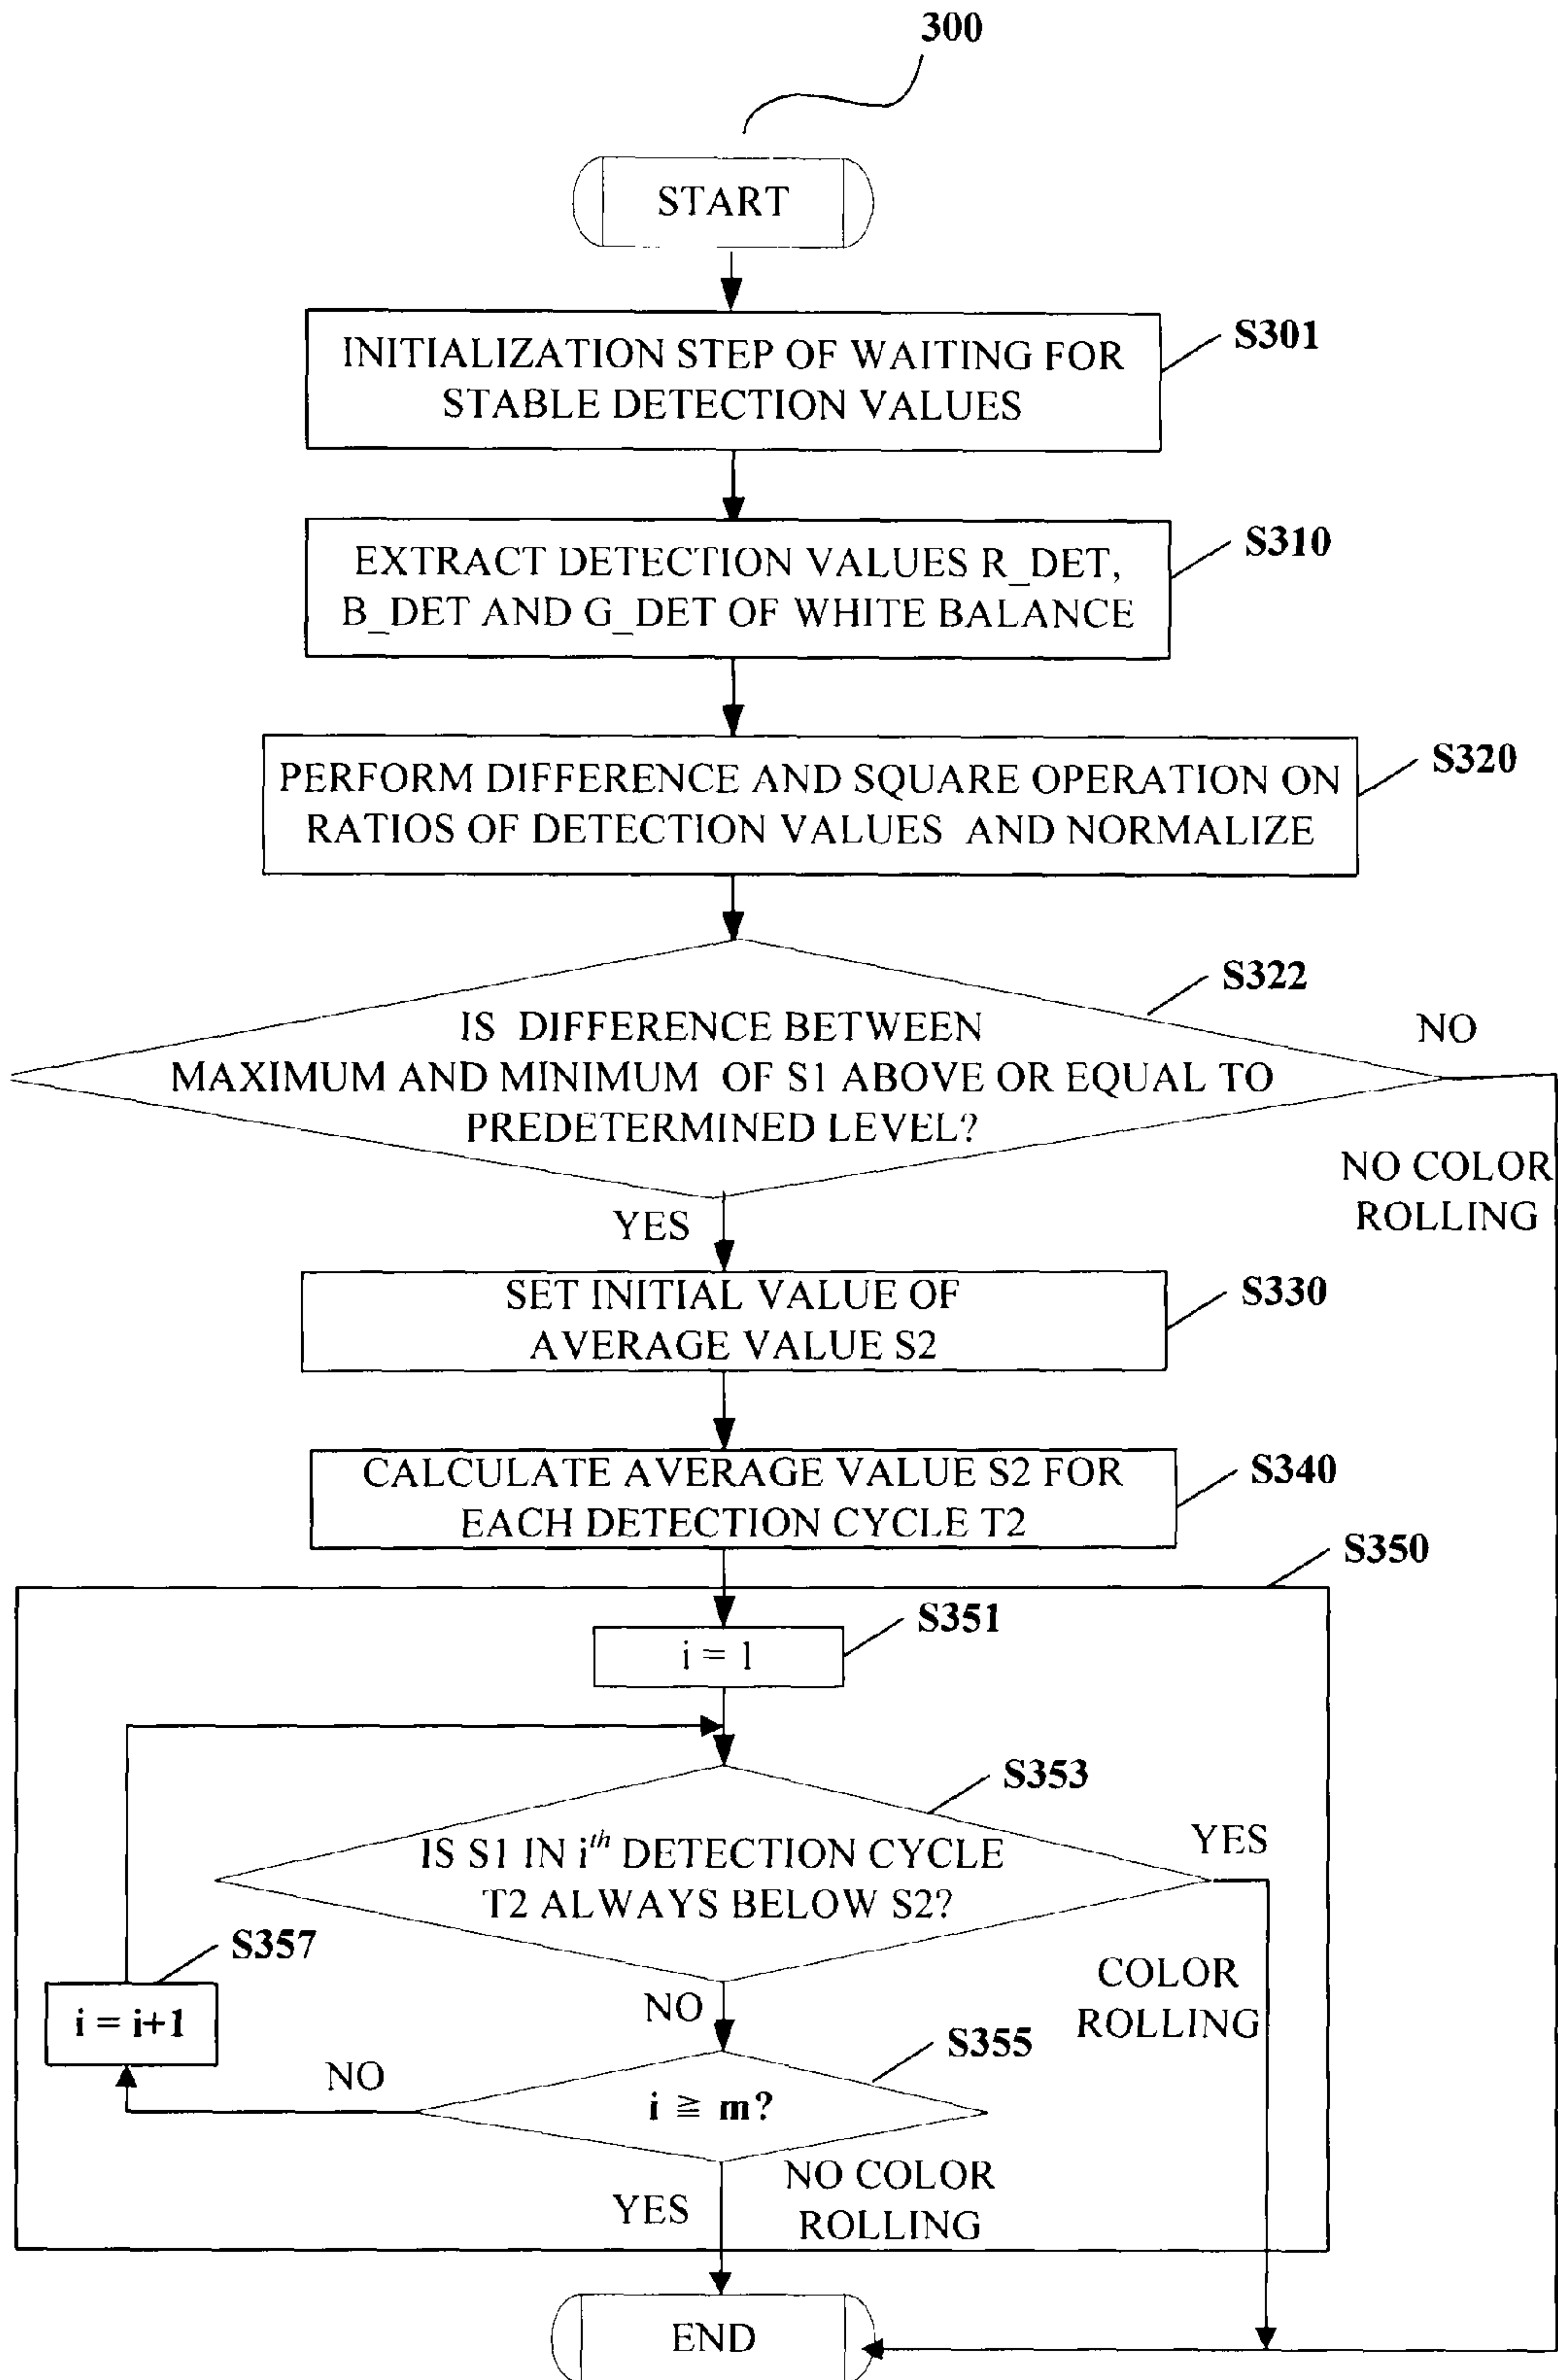 300
START
INITIALIZATION STEP OF WAITING FOR
STABLE DETECTION VALUES
S301
EXTRACT DETECTION VALUES R_DET,
B_DET AND G_DET OF WHITE BALANCE
S310
PERFORM DIFFERENCE AND SQUARE OPERATION ON
RATIOS OF DETECTION VALUES AND NORMALIZE
S320
IS DIFFERENCE BETWEEN
MAXIMUM AND MINIMUM OF S1 ABOVE OR EQUAL TO
PREDETERMINED LEVEL?
S322
NO
NO COLOR
ROLLING
YES
SET INITIAL VALUE OF
AVERAGE VALUE S2
S330
CALCULATE AVERAGE VALUE S2 FOR
EACH DETECTION CYCLE T2
S340
S350
i = 1
S351
IS S1 IN i^th DETECTION CYCLE
T2 ALWAYS BELOW S2?
S353
YES
COLOR
ROLLING
S357
i = i+1
NO
S355
NO
i ≧ m?
YES
NO COLOR
ROLLING
END